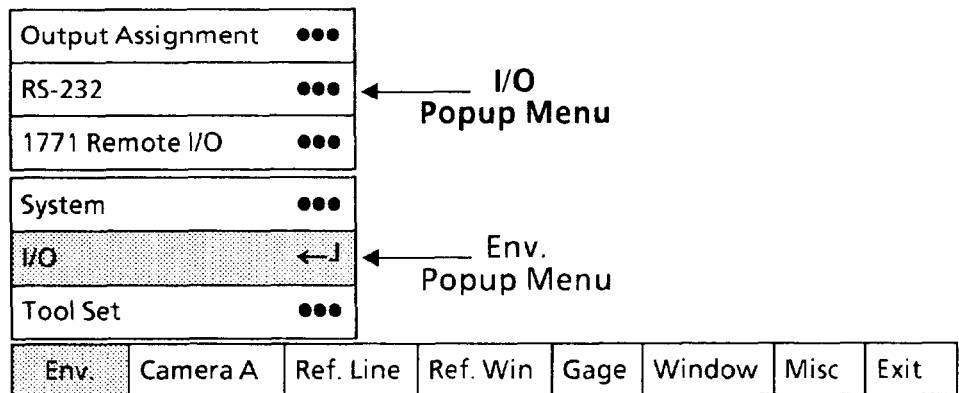 Output Assignment •••
RS-232 •••
I/O
Popup Menu
1771 Remote I/O •••
System •••
I/O ←┘
Env.
Popup Menu
Tool Set •••
Env. Camera A Ref. Line Ref. Win Gage Window Misc Exit